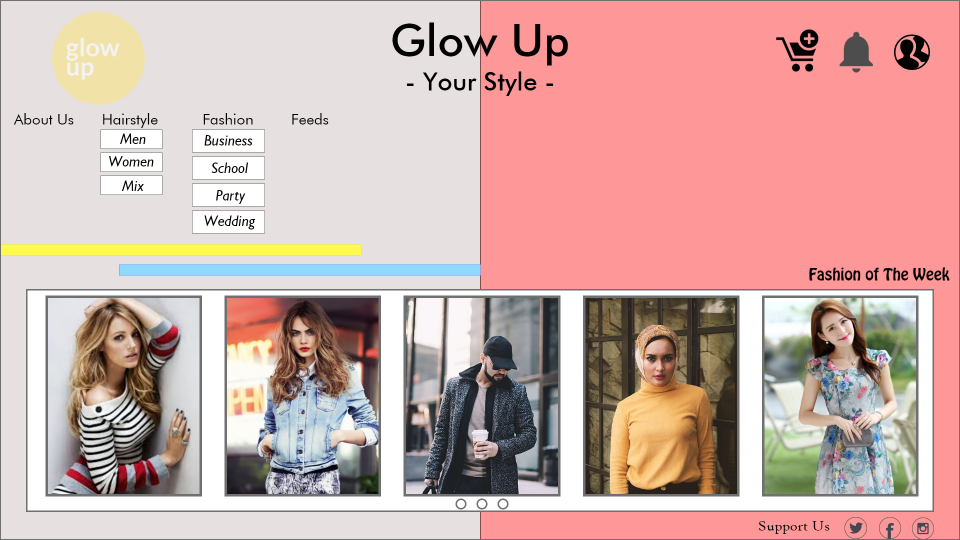 glow
up
Glow Up
- Your Style -
About Us
Hairstyle
Fashion
Feeds
Men
Women
Mix
Business
School
Party
Wedding
Fashion of The Week
OPEN
Support Us